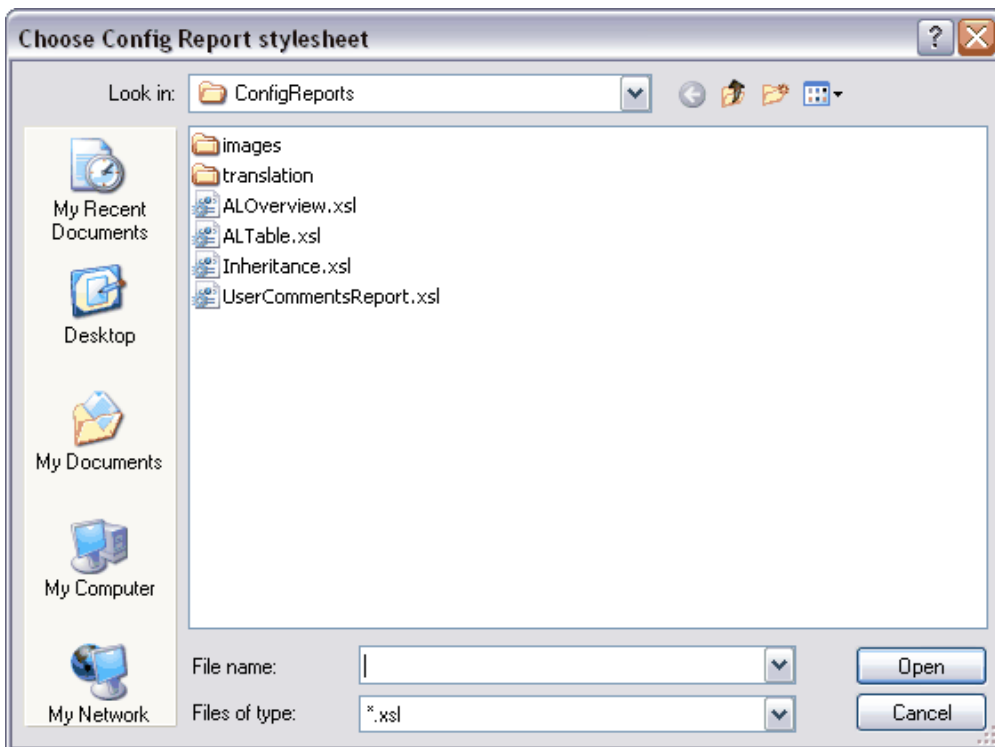 Choose Config Report stylesheet
Look in: ConfigReports
My Recent
Documents
Desktop
My Documents
My Computer
My Network
images
translation
ALOverview.xsl
ALTable.xsl
Inheritance.xsl
UserCommentsReport.xsl
File name: Open
Files of type: *.xsl Cancel